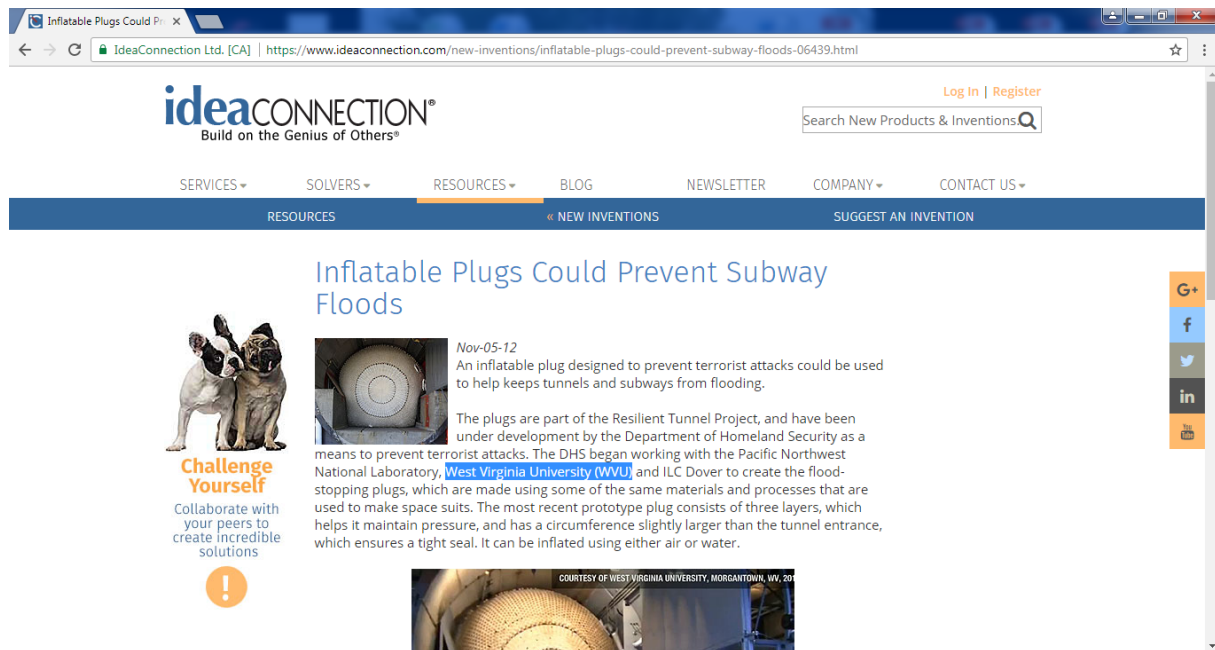 Inflatable Plugs Could Pr
IdeaConnection Ltd. [CA] | https://www.ideaconnection.com/new-inventions/inflatable-plugs-could-prevent-subway-floods-06439.html
Log In | Register
ideaCONNECTION®
Build on the Genius of Others®
Search New Products & Inventions
SERVICES SOLVERS RESOURCES BLOG NEWSLETTER COMPANY CONTACT US
RESOURCES « NEW INVENTIONS SUGGEST AN INVENTION
Inflatable Plugs Could Prevent Subway
Floods
Nov-05-12
An inflatable plug designed to prevent terrorist attacks could be used
to help keeps tunnels and subways from flooding.
The plugs are part of the Resilient Tunnel Project, and have been
under development by the Department of Homeland Security as a
means to prevent terrorist attacks. The DHS began working with the Pacific Northwest
National Laboratory, West Virginia University (WVU) and ILC Dover to create the flood-
stopping plugs, which are made using some of the same materials and processes that are
used to make space suits. The most recent prototype plug consists of three layers, which
helps it maintain pressure, and has a circumference slightly larger than the tunnel entrance,
which ensures a tight seal. It can be inflated using either air or water.
Challenge
Yourself
Collaborate with
your peers to
create incredible
solutions
!
COURTESY OF WEST VIRGINIA UNIVERSITY, MORGANTOWN, WV, 201
G+
f
in
You
Tube